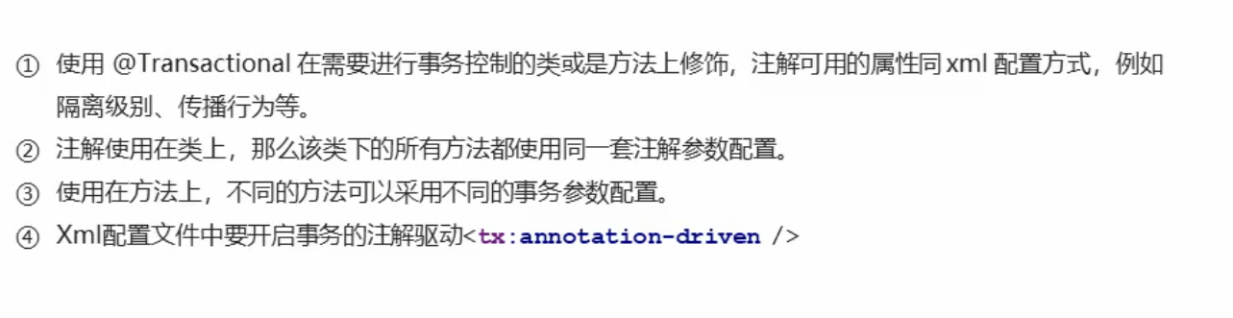 ① 使用 @Transactional 在需要进行事务控制的类或是方法上修饰，注解可用的属性同 xml 配置方式，例如
隔离级别、传播行为等。
② 注解使用在类上，那么该类下的所有方法都使用同一套注解参数配置。
③ 使用在方法上，不同的方法可以采用不同的事务参数配置。
④ Xml配置文件中要开启事务的注解驱动<tx:annotation-driven />